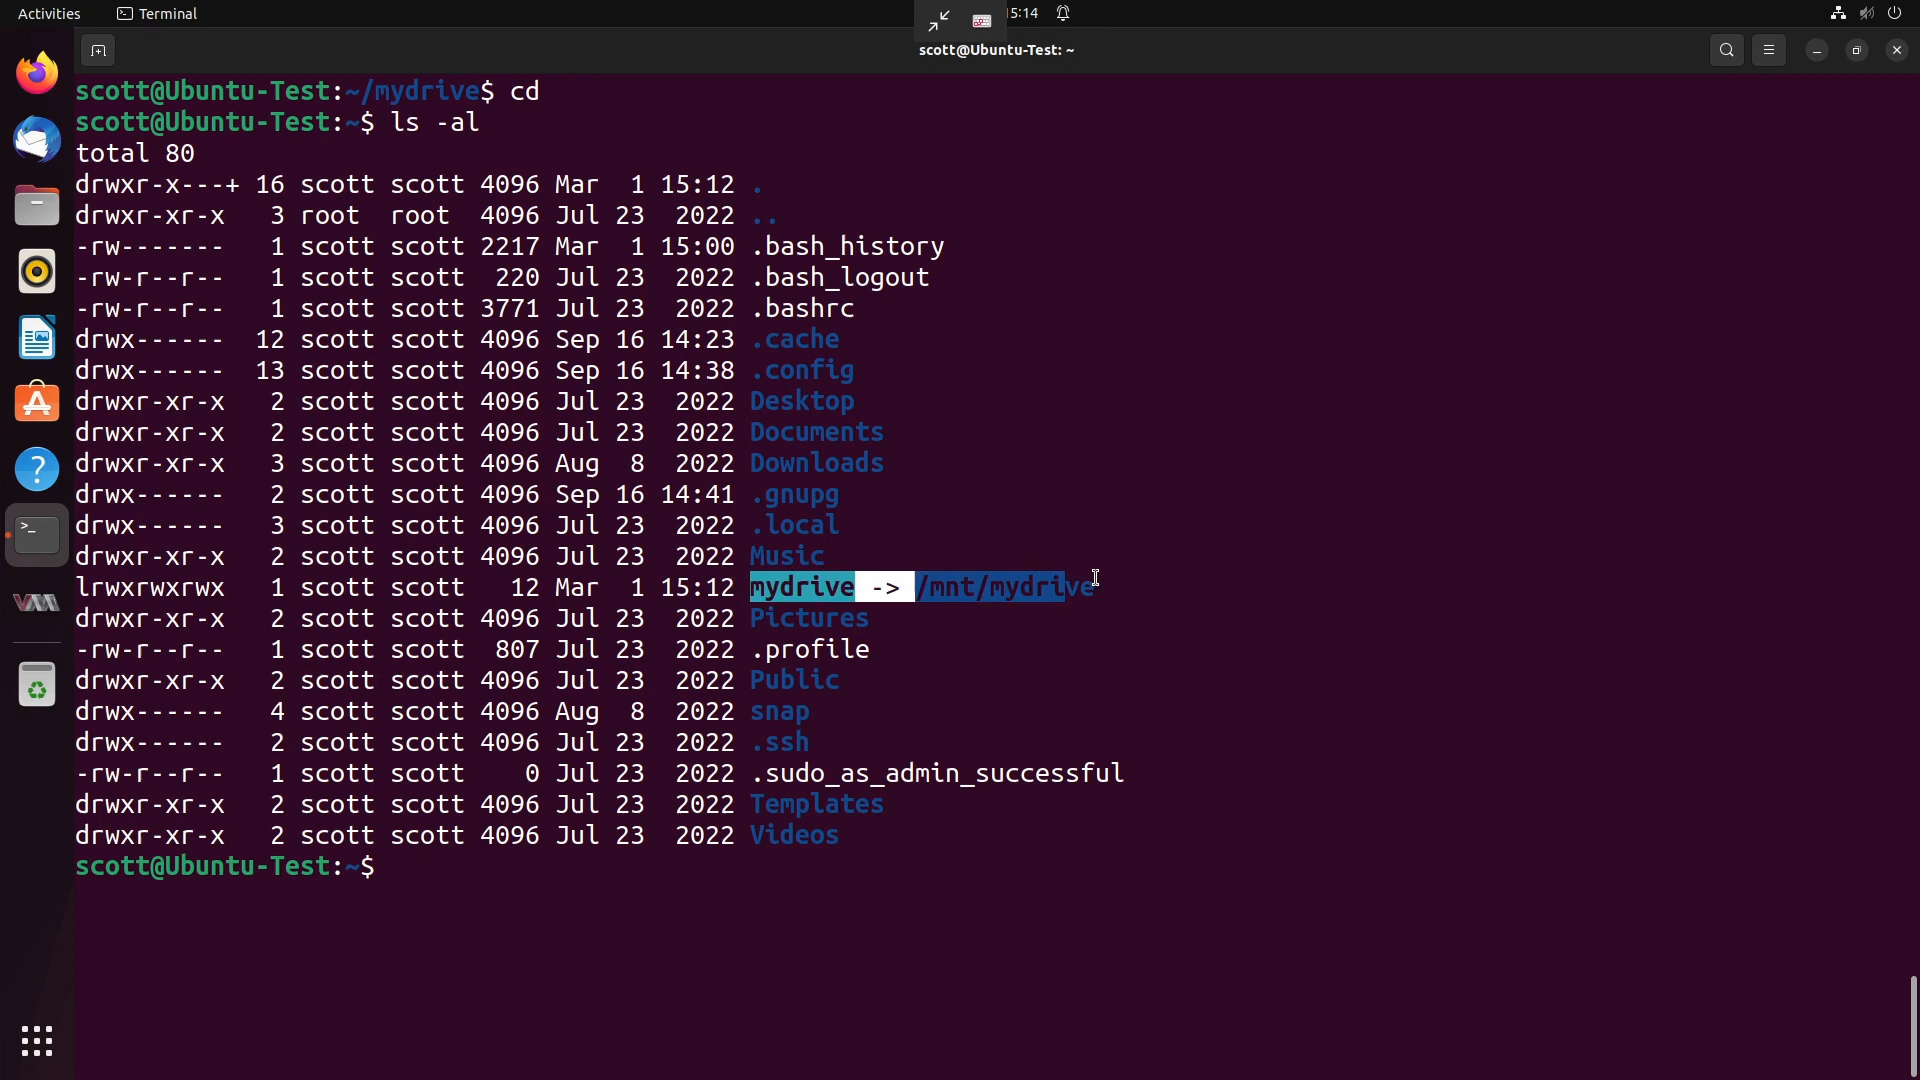 Activities Terminal 15:14
scott@Ubuntu-Test: ~
scott@Ubuntu-Test:~/mydrive$ cd
scott@Ubuntu-Test:~$ ls -al
total 80
drwxr-x---+ 16 scott scott 4096 Mar  1 15:12 .
drwxr-xr-x   3 root  root  4096 Jul 23  2022 ..
-rw-------   1 scott scott 2217 Mar  1 15:00 .bash_history
-rw-r--r--   1 scott scott  220 Jul 23  2022 .bash_logout
-rw-r--r--   1 scott scott 3771 Jul 23  2022 .bashrc
drwx------  12 scott scott 4096 Sep 16 14:23 .cache
drwx------  13 scott scott 4096 Sep 16 14:38 .config
drwxr-xr-x   2 scott scott 4096 Jul 23  2022 Desktop
drwxr-xr-x   2 scott scott 4096 Jul 23  2022 Documents
drwxr-xr-x   3 scott scott 4096 Aug  8  2022 Downloads
drwx------   2 scott scott 4096 Sep 16 14:41 .gnupg
drwx------   3 scott scott 4096 Jul 23  2022 .local
drwxr-xr-x   2 scott scott 4096 Jul 23  2022 Music
lrwxrwxrwx   1 scott scott   12 Mar  1 15:12 mydrive -> /mnt/mydrive
drwxr-xr-x   2 scott scott 4096 Jul 23  2022 Pictures
-rw-r--r--   1 scott scott  807 Jul 23  2022 .profile
drwxr-xr-x   2 scott scott 4096 Jul 23  2022 Public
drwx------   4 scott scott 4096 Aug  8  2022 snap
drwx------   2 scott scott 4096 Jul 23  2022 .ssh
-rw-r--r--   1 scott scott    0 Jul 23  2022 .sudo_as_admin_successful
drwxr-xr-x   2 scott scott 4096 Jul 23  2022 Templates
drwxr-xr-x   2 scott scott 4096 Jul 23  2022 Videos
scott@Ubuntu-Test:~$